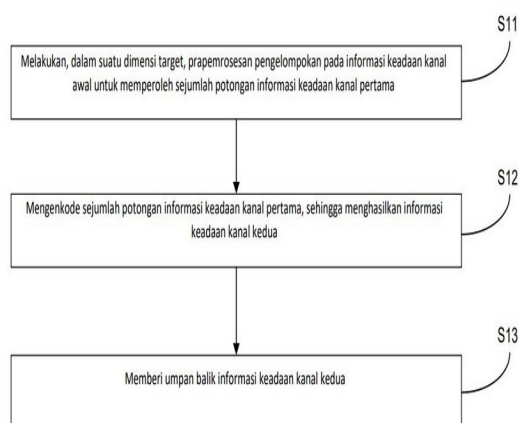 S11
Melakukan, dalam suatu dimensi target, prapemrosesan pengelompokan pada informasi keadaan kanal
awal untuk memperoleh sejumlah potongan informasi keadaan kanal pertama
S12
Mengenkode sejumlah potongan informasi keadaan kanal pertama, sehingga menghasilkan informasi
keadaan kanal kedua
S13
Memberi umpan balik informasi keadaan kanal kedua